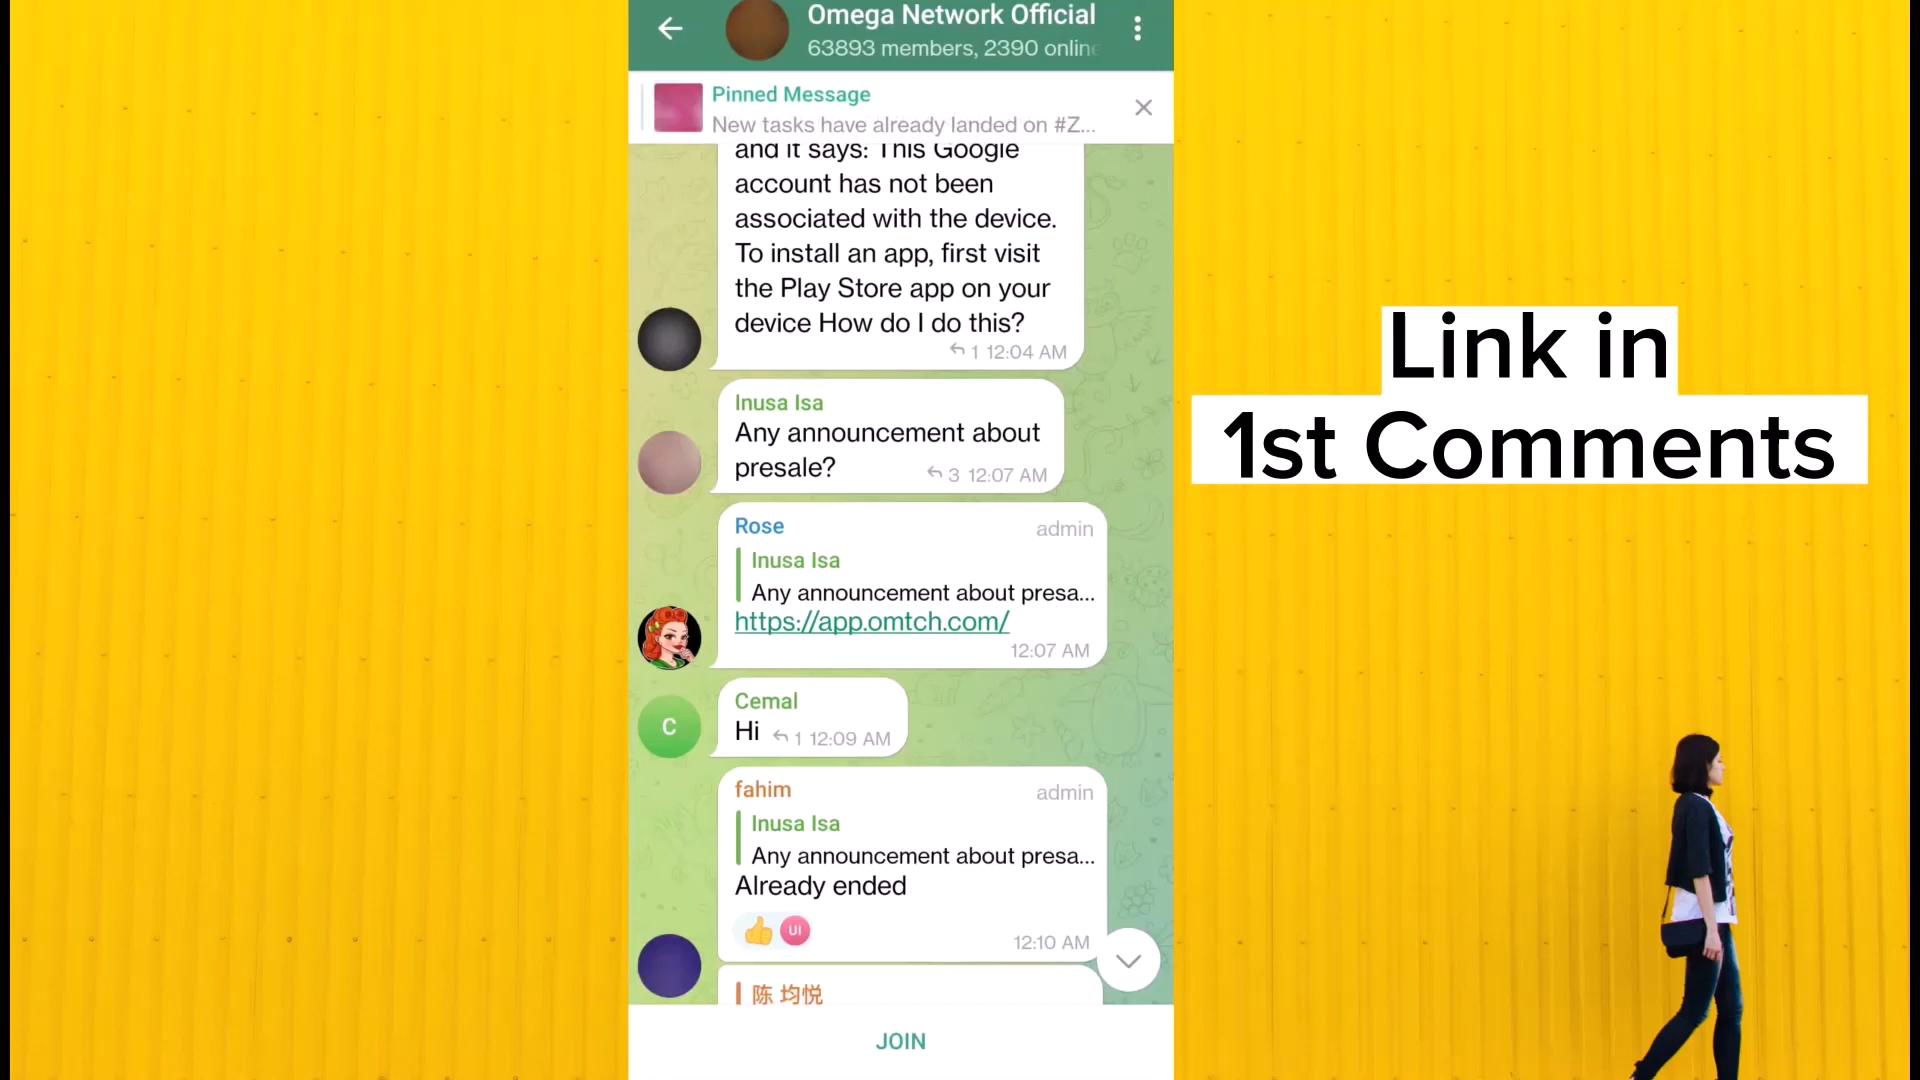 Omega Network Official
63893 members, 2390 online
Pinned Message
New tasks have already landed on #Z...
and it says: This Google
account has not been
associated with the device.
To install an app, first visit
the Play Store app on your
device How do I do this?
1 12:04 AM
Inusa Isa
Any announcement about
presale?
3 12:07 AM
Rose admin
Inusa Isa
Any announcement about presa...
https://app.omtch.com/
12:07 AM
C
Cemal
Hi
1 12:09 AM
fahim admin
Inusa Isa
Any announcement about presa...
Already ended
UI
12:10 AM
陈 均悦
JOIN
Link in
1st Comments